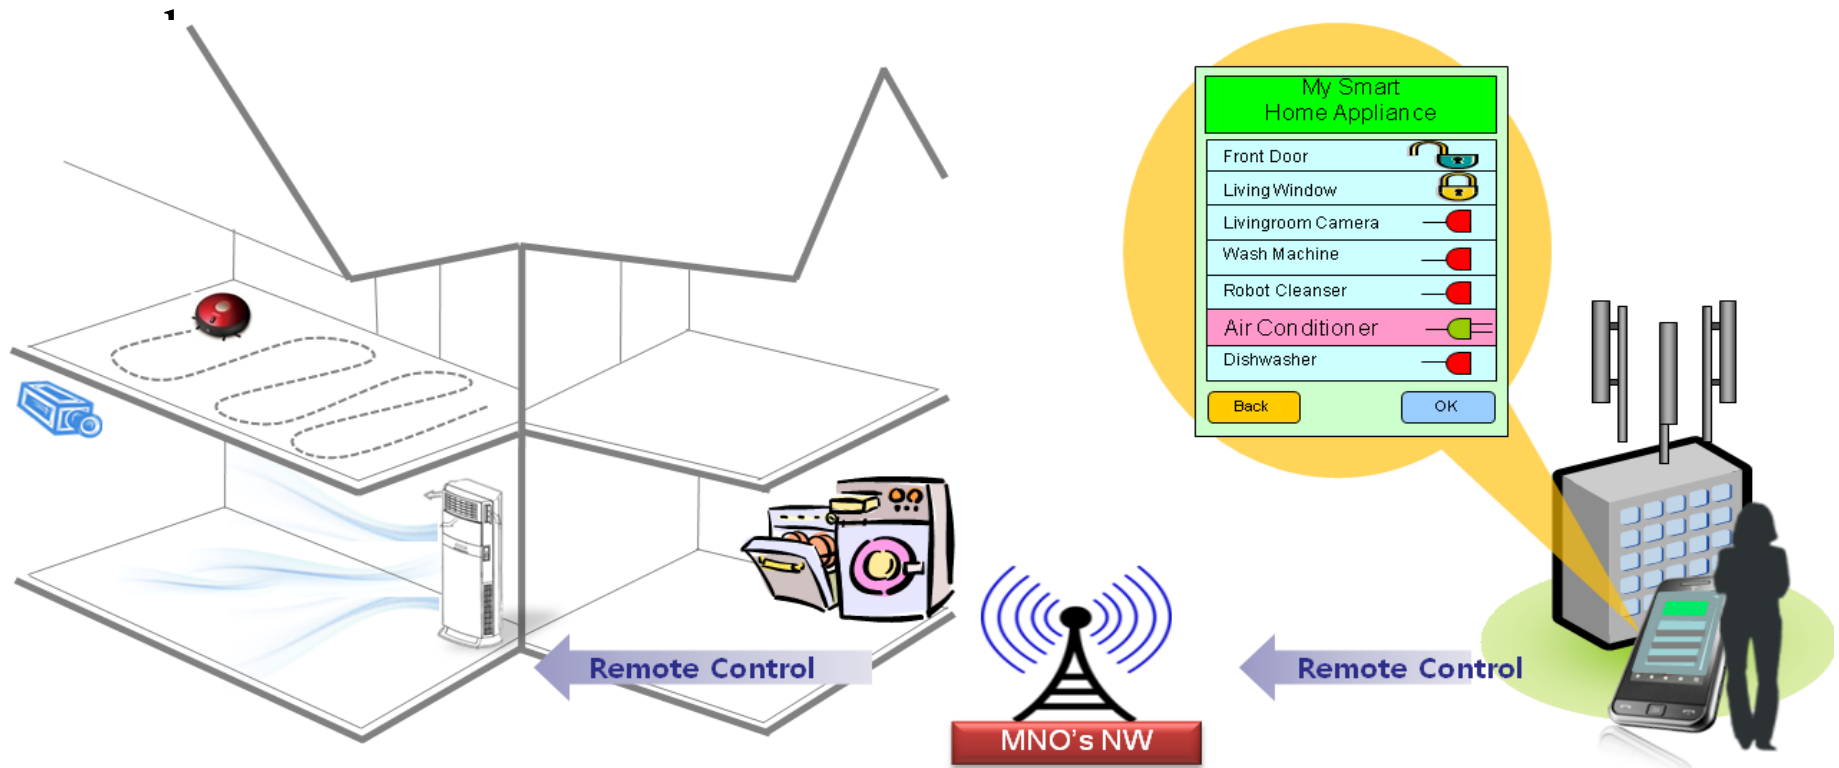 My Smart
Home Appliance
Front Door
Living Window
Livingroom Camera
Wash Machine
Robot Cleanser
Air Conditioner
Dishwasher
Back
OK
Remote Control
Remote Control
MNO's NW